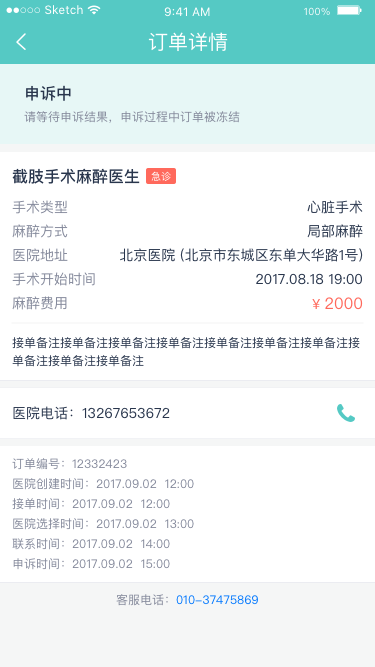 Sketch 9:41 AM 100%
订单详情
申诉中
请等待申诉结果，申诉过程中订单被冻结
截肢手术麻醉医生 急诊
手术类型 心脏手术
麻醉方式 局部麻醉
医院地址 北京医院 (北京市东城区东单大华路1号)
手术开始时间 2017.08.18 19:00
麻醉费用 ¥ 2000
接单备注接单备注接单备注接单备注接单备注接单备注接单备注接
单备注接单备注接单备注
医院电话：13267653672
订单编号：12332423
医院创建时间：2017.09.02 12:00
接单时间：2017.09.02 12:00
医院选择时间：2017.09.02 13:00
联系时间：2017.09.02 14:00
申诉时间：2017.09.02 15:00
客服电话：010-37475869